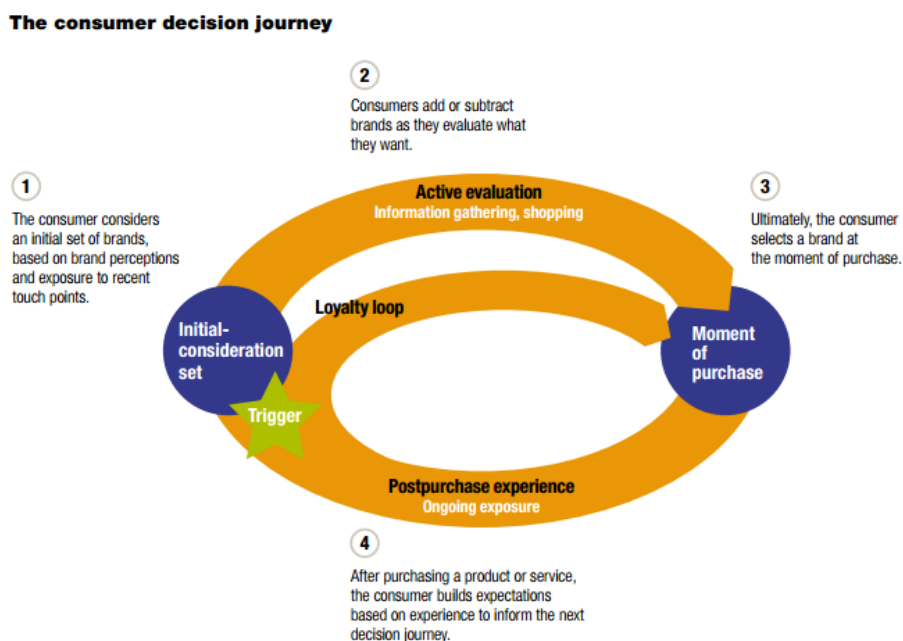 The consumer decision journey
2
Consumers add or subtract
brands as they evaluate what
they want.
1
The consumer considers
an initial set of brands,
based on brand perceptions
and exposure to recent
touch points.
3
Ultimately, the consumer
selects a brand at
the moment of purchase.
Active evaluation
Information gathering, shopping
Loyalty loop
Initial-
consideration
set
Trigger
Moment
of
purchase
Postpurchase experience
Ongoing exposure
4
After purchasing a product or service,
the consumer builds expectations
based on experience to inform the next
decision journey.